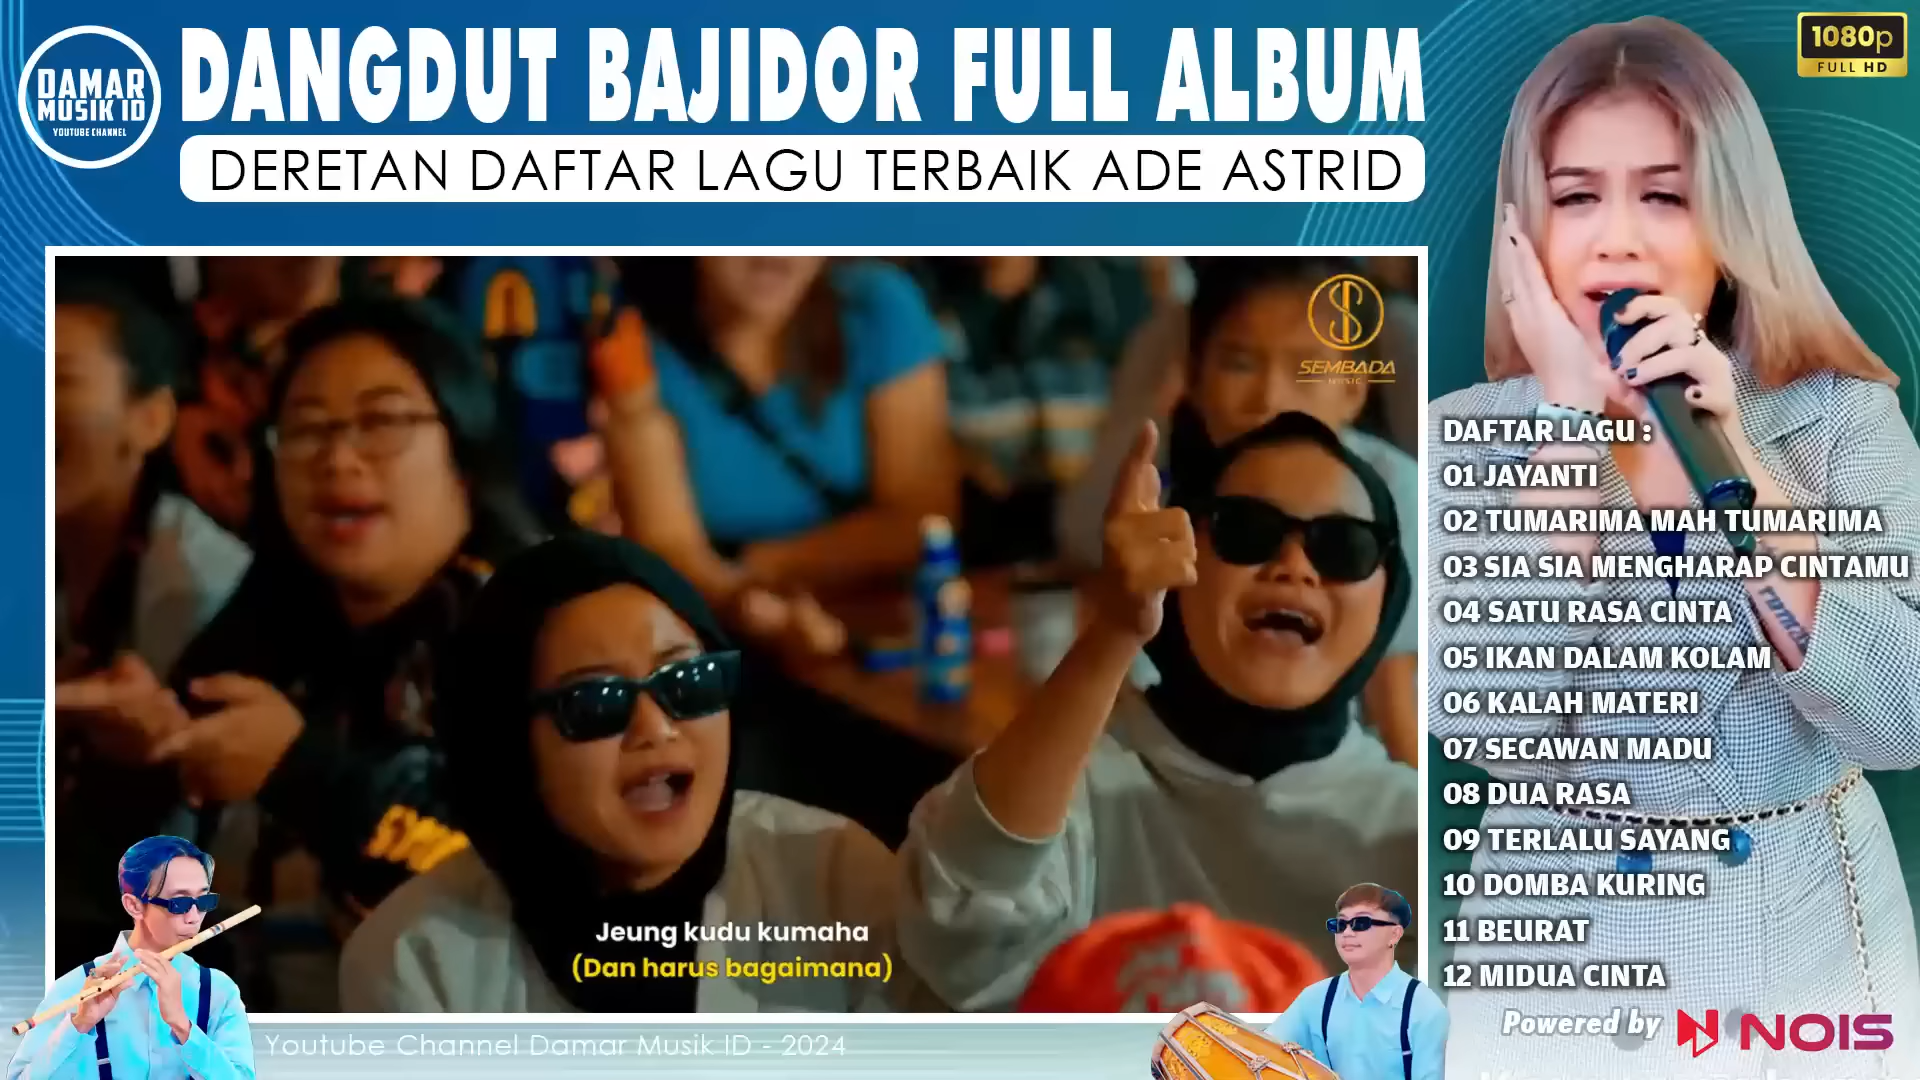 DAMAR
MUSIK ID
YOUTUBE CHANNEL
DANGDUT BAJIDOR FULL ALBUM
DERETAN DAFTAR LAGU TERBAIK ADE ASTRID
1080p
FULL HD
SEMBADA
MUSIC
DAFTAR LAGU :
01 JAYANTI
02 TUMARIMA MAH TUMARIMA
03 SIA SIA MENGHARAP CINTAMU
04 SATU RASA CINTA
05 IKAN DALAM KOLAM
06 KALAH MATERI
07 SECAWAN MADU
08 DUA RASA
09 TERLALU SAYANG
10 DOMBA KURING
11 BEURAT
12 MIDUA CINTA
Jeung kudu kumaha
(Dan harus bagaimana)
Powered by
NOIS
Youtube Channel Damar Musik ID - 2024